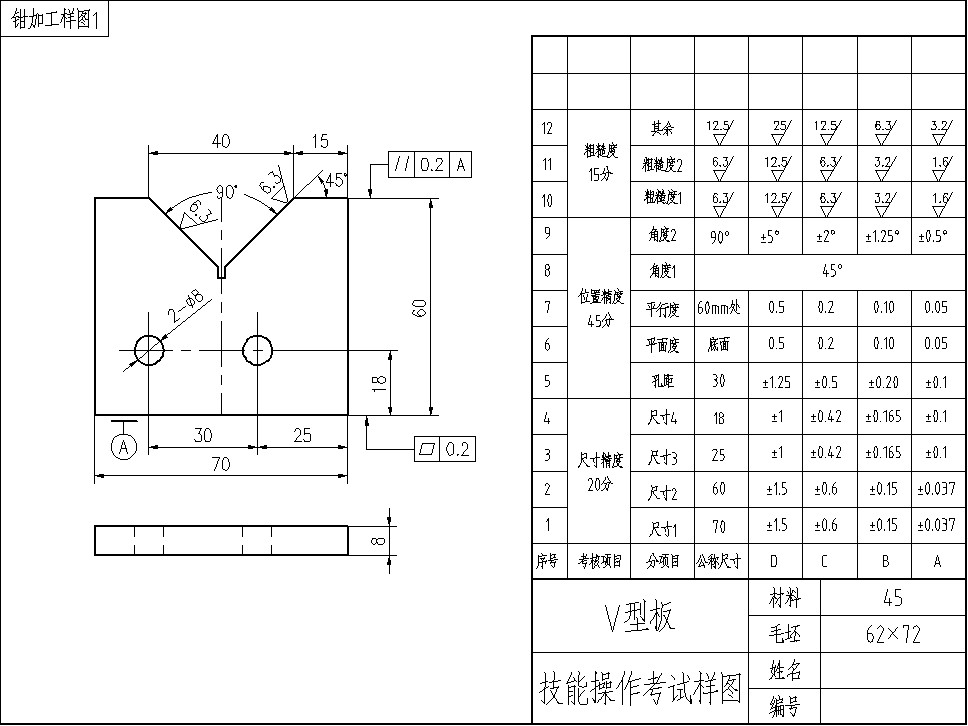 钳加工样图1
40
15
// 0.2 A
90°
6.3
6.3
45°
60
2-ϕ8
18
A
30
25
70
0.2
8
12 粗糙度 15分 其余 12.5/ 25/ 12.5/ 6.3/ 3.2/
11 粗糙度2 6.3/ 12.5/ 6.3/ 3.2/ 1.6/
10 粗糙度1 6.3/ 12.5/ 6.3/ 3.2/ 1.6/
9 角度2 90° ±5° ±2° ±1.25° ±0.5°
8 位置精度 45分 角度1 45°
7 平行度 60mm处 0.5 0.2 0.10 0.05
6 平面度 底面 0.5 0.2 0.10 0.05
5 孔距 30 ±1.25 ±0.5 ±0.20 ±0.1
4 尺寸4 18 ±1 ±0.42 ±0.165 ±0.1
3 尺寸精度 20分 尺寸3 25 ±1 ±0.42 ±0.165 ±0.1
2 尺寸2 60 ±1.5 ±0.6 ±0.15 ±0.037
1 尺寸1 70 ±1.5 ±0.6 ±0.15 ±0.037
序号 考核项目 分项目 公称尺寸 D C B A
V型板
材料 45
毛坯 62×72
技能操作考试样图
姓名
编号